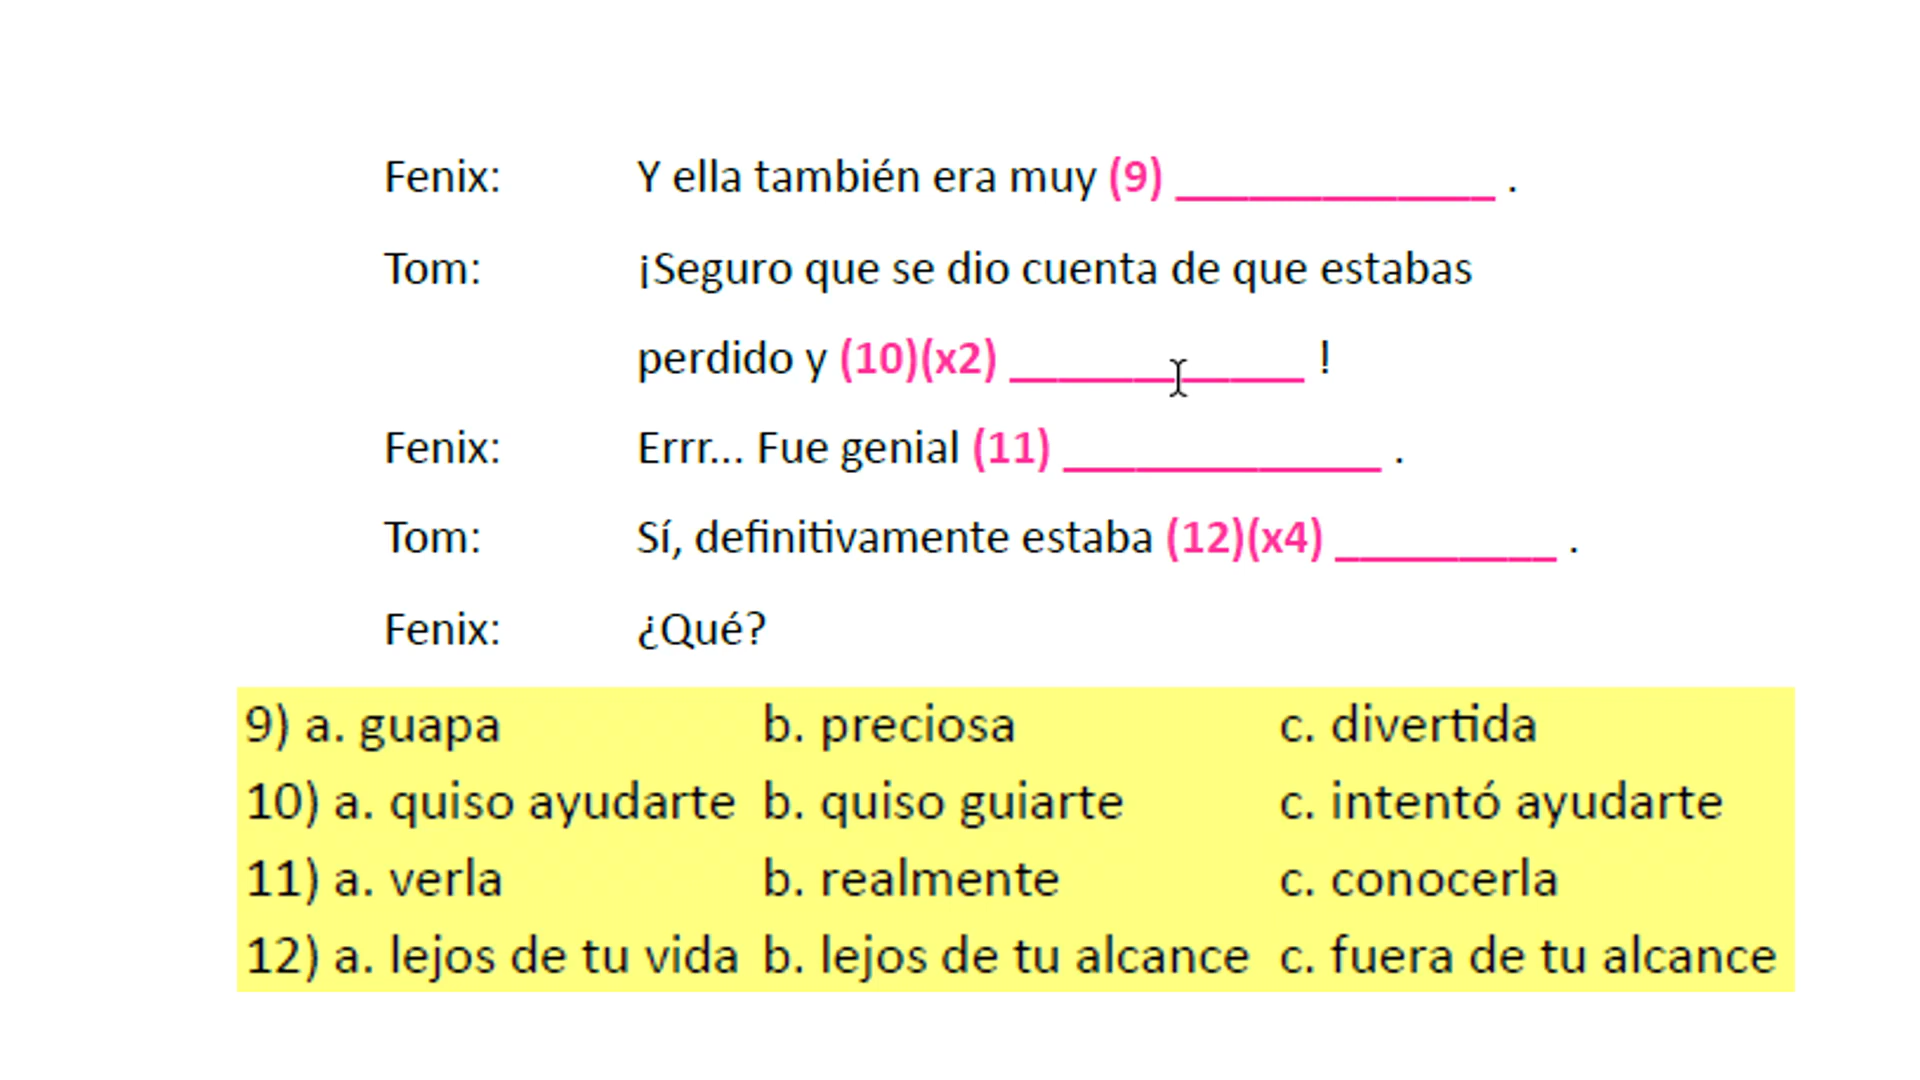 Fenix: Y ella también era muy (9) _____________ .
Tom: ¡Seguro que se dio cuenta de que estabas
perdido y (10)(x2) ____________ !
Fenix: Errr... Fue genial (11) _____________ .
Tom: Sí, definitivamente estaba (12)(x4) _________ .
Fenix: ¿Qué?
9) a. guapa b. preciosa c. divertida
10) a. quiso ayudarte b. quiso guiarte c. intentó ayudarte
11) a. verla b. realmente c. conocerla
12) a. lejos de tu vida b. lejos de tu alcance c. fuera de tu alcance